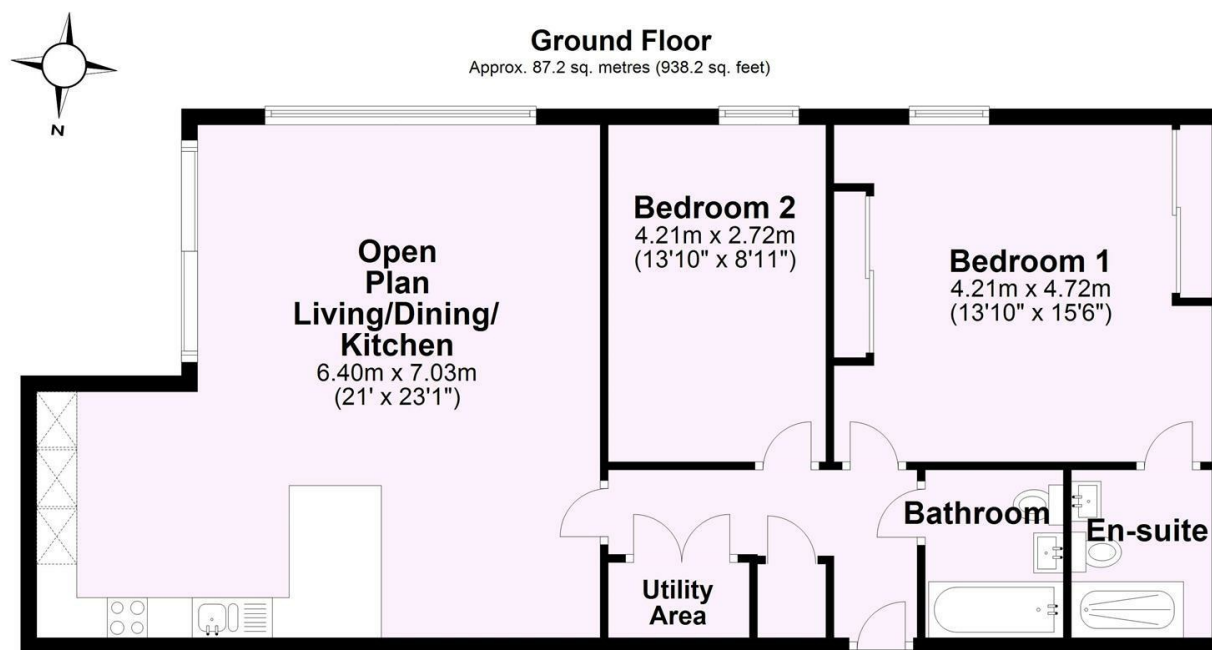 Ground Floor
Approx. 87.2 sq. metres (938.2 sq. feet)
N
Open
Plan
Living/Dining/
Kitchen
6.40m x 7.03m
(21' x 23'1")
Bedroom 2
4.21m x 2.72m
(13'10" x 8'11")
Bedroom 1
4.21m x 4.72m
(13'10" x 15'6")
Utility
Area
Bathroom
En-suite